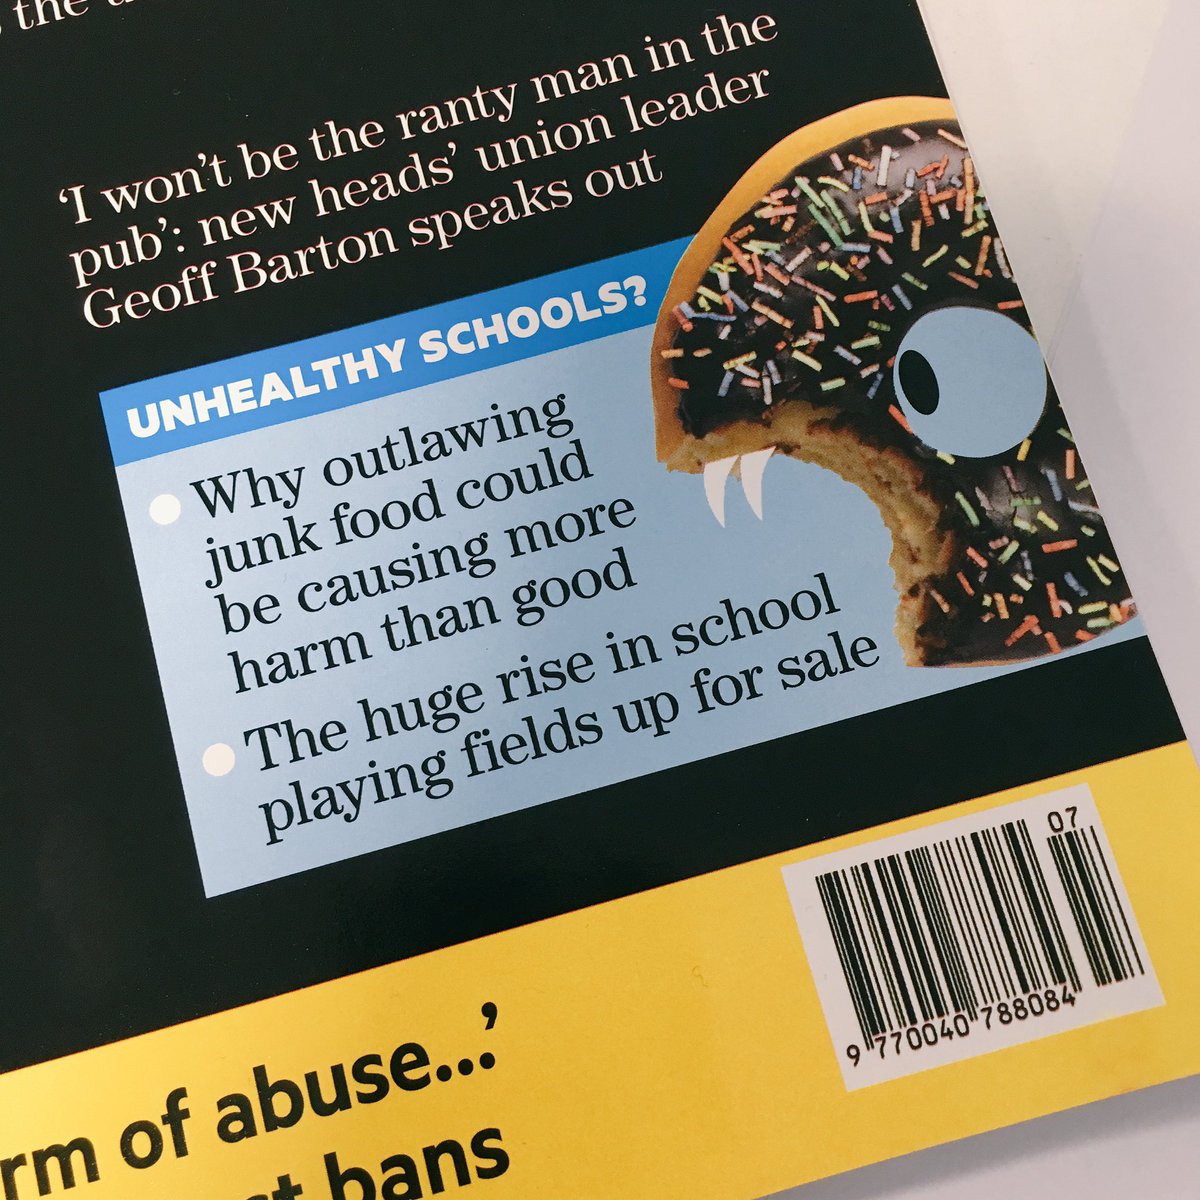 the
'I won't be the ranty man in the
pub': new heads' union leader
Geoff Barton speaks out
UNHEALTHY SCHOOLS?
Why outlawing
junk food could
be causing more
harm than good
The huge rise in school
playing fields up for sale
07
9 770040 788084
rm of abuse...'
bans